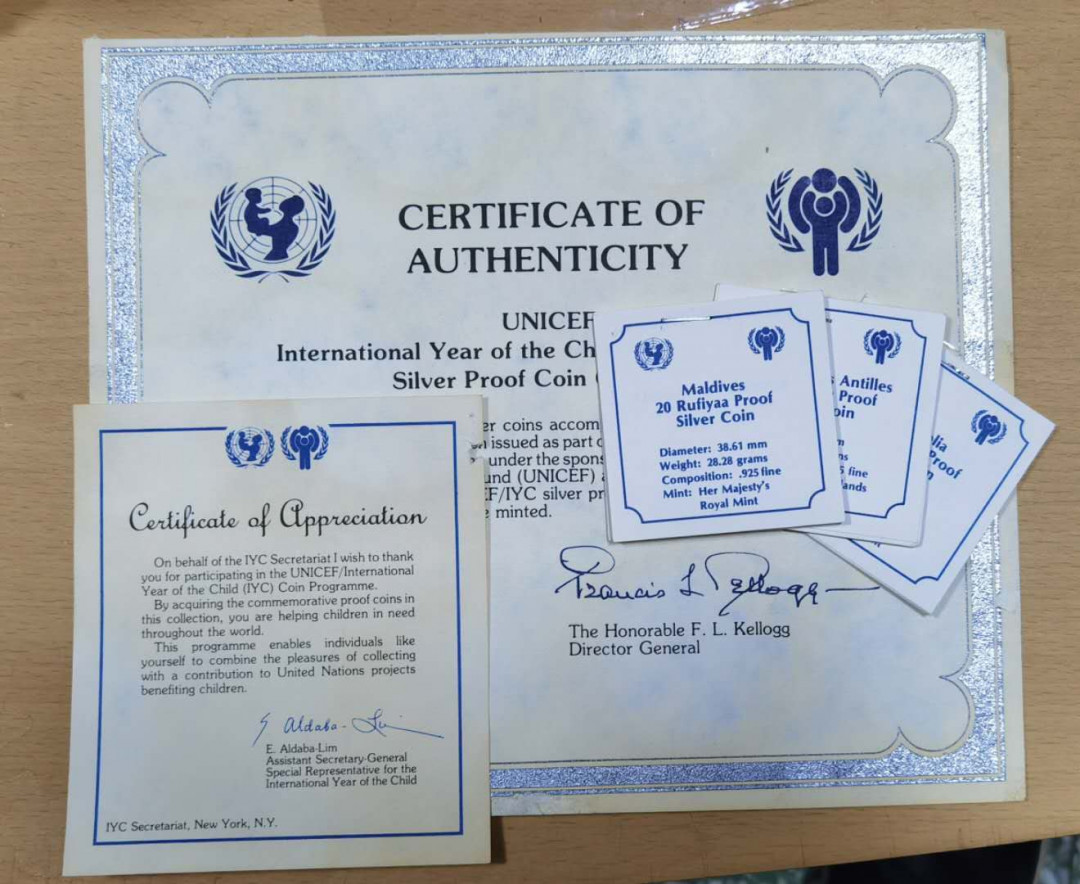 CERTIFICATE OF
AUTHENTICITY
UNICEF
International Year of the Ch
Silver Proof Coin
er coins accom
issued as part o
under the spons
und (UNICEF)
EF/IYC silver pr
e minted.
Francis L Kellogg
The Honorable F. L. Kellogg
Director General
Maldives
20 Rufiyaa Proof
Silver Coin
Diameter: 38.61 mm
Weight: 28.28 grams
Composition: .925 fine
Mint: Her Majesty's
Royal Mint
s Antilles
Proof
oin
m
ns
5 fine
lands
lia
Proof
n
Certificate of Appreciation
On behalf of the IYC Secretariat I wish to thank
you for participating in the UNICEF/International
Year of the Child (IYC) Coin Programme.
By acquiring the commemorative proof coins in
this collection, you are helping children in need
throughout the world.
This programme enables individuals like
yourself to combine the pleasures of collecting
with a contribution to United Nations projects
benefiting children.
E Aldaba-Lim
E. Aldaba-Lim
Assistant Secretary-General
Special Representative for the
International Year of the Child
IYC Secretariat, New York, N.Y.